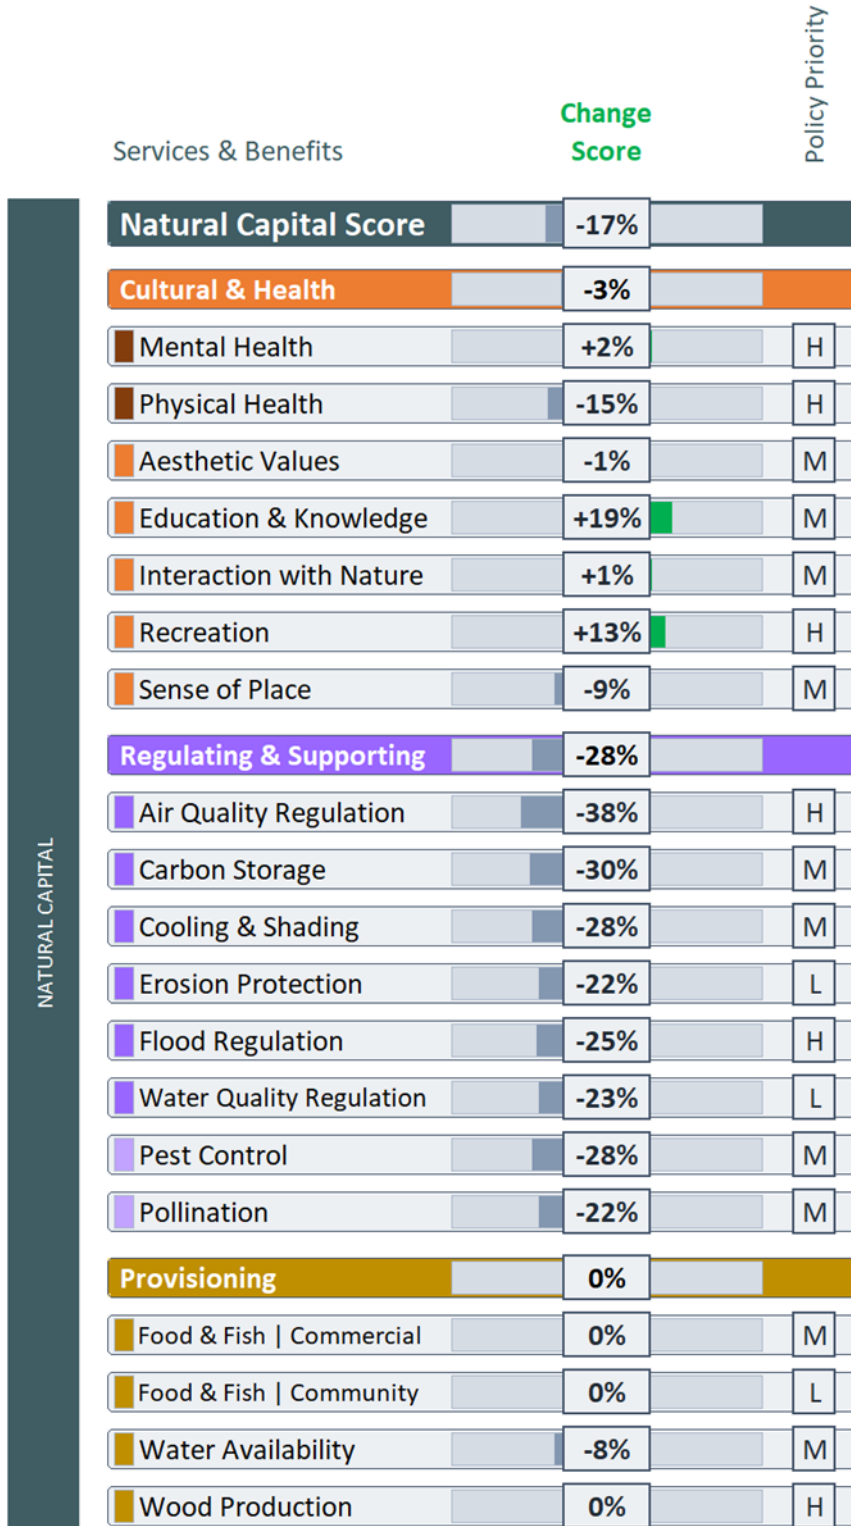 Policy Priority
Change
Services & Benefits Score
NATURAL CAPITAL
Natural Capital Score -17%
Cultural & Health -3%
Mental Health +2% H
Physical Health -15% H
Aesthetic Values -1% M
Education & Knowledge +19% M
Interaction with Nature +1% M
Recreation +13% H
Sense of Place -9% M
Regulating & Supporting -28%
Air Quality Regulation -38% H
Carbon Storage -30% M
Cooling & Shading -28% M
Erosion Protection -22% L
Flood Regulation -25% H
Water Quality Regulation -23% L
Pest Control -28% M
Pollination -22% M
Provisioning 0%
Food & Fish | Commercial 0% M
Food & Fish | Community 0% L
Water Availability -8% M
Wood Production 0% H